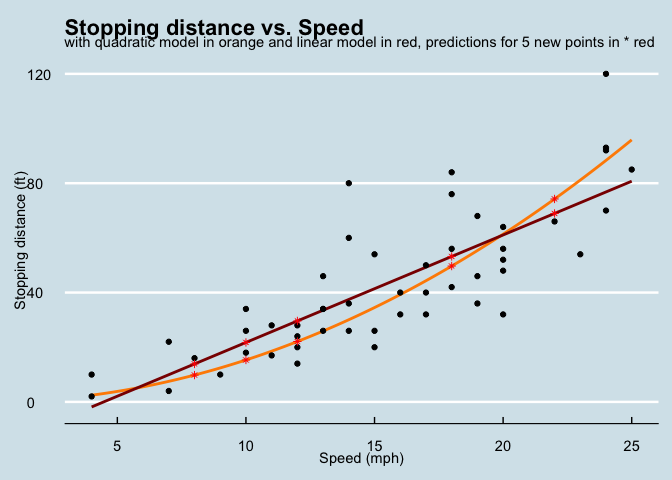 Stopping distance vs. Speed
with quadratic model in orange and linear model in red, predictions for 5 new points in * red
120
80
40
0
Stopping distance (ft)
5 10 15 20 25
Speed (mph)